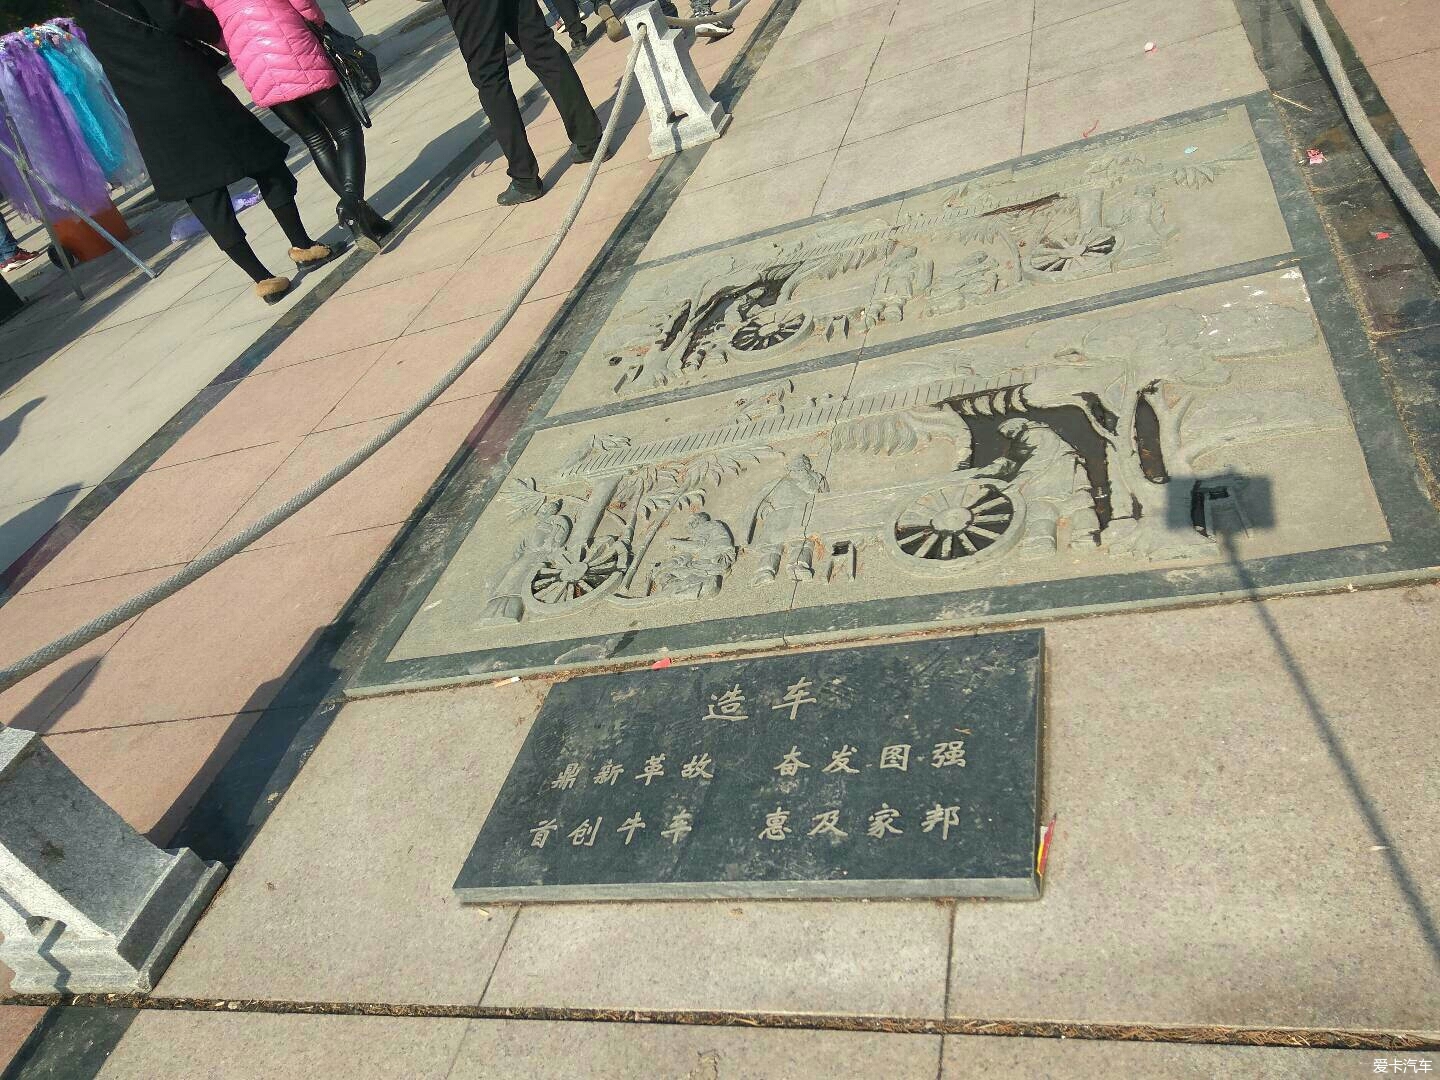 造车
鼎新革故 奋发图强
首创牛车 惠及家邦
爱卡汽车